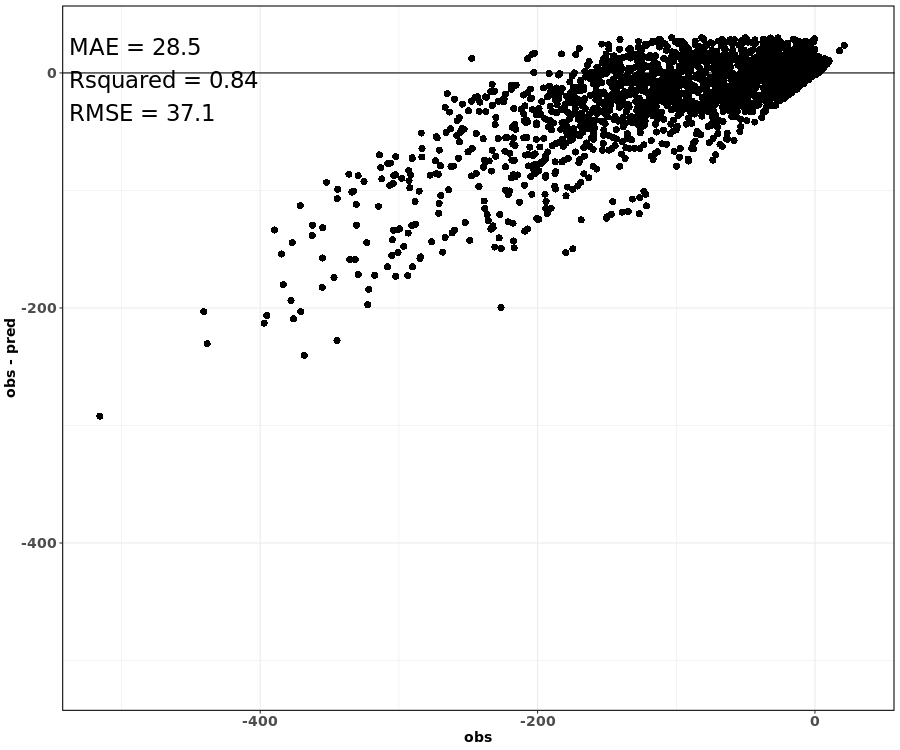 MAE = 28.5
0
Rsquared = 0.84
RMSE = 37.1
-200
obs - pred
-400
-400
-200
0
obs